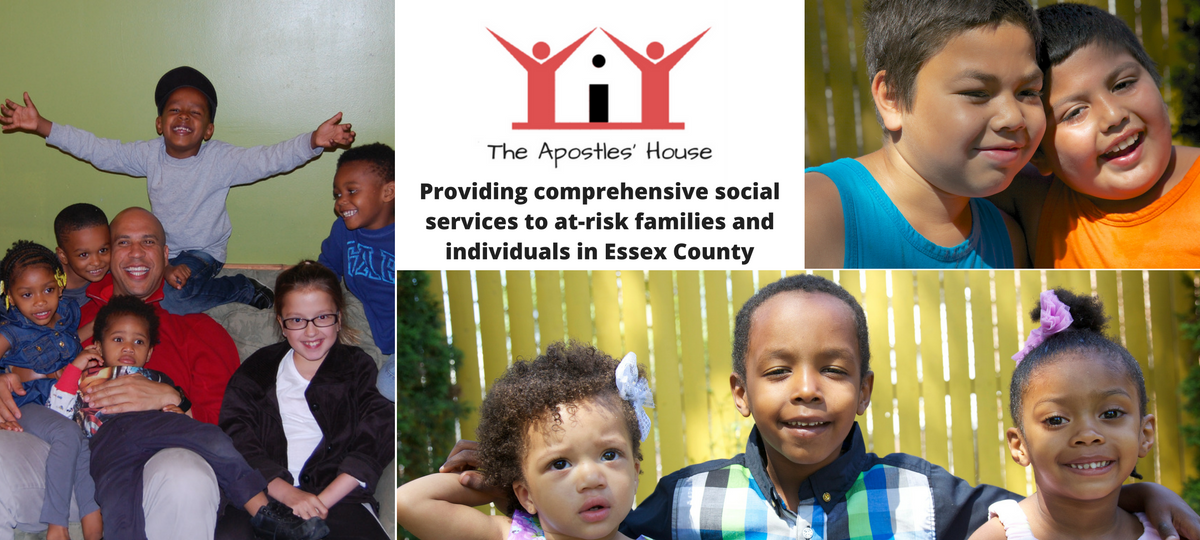 The Apostles' House
Providing comprehensive social
services to at-risk families and
individuals in Essex County